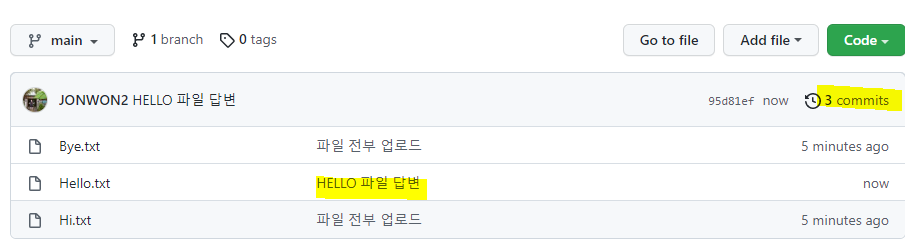 main 1 branch 0 tags Go to file Add file Code
JONWON2 HELLO 파일 답변 95d81ef now 3 commits
Bye.txt 파일 전부 업로드 5 minutes ago
Hello.txt HELLO 파일 답변 now
Hi.txt 파일 전부 업로드 5 minutes ago